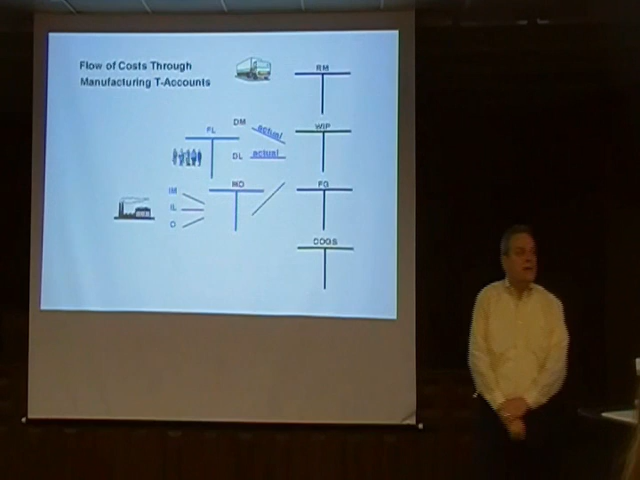 Flow of Costs Through
Manufacturing T-Accounts
RM
DM
actual
WIP
FL
DL
actual
IM
MO
FG
IL
O
COGS